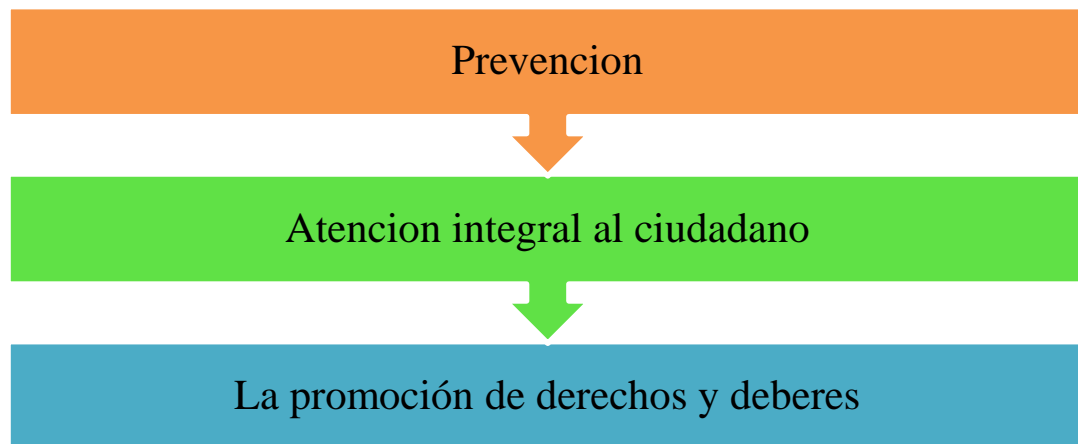 Prevencion
Atencion integral al ciudadano
La promoción de derechos y deberes